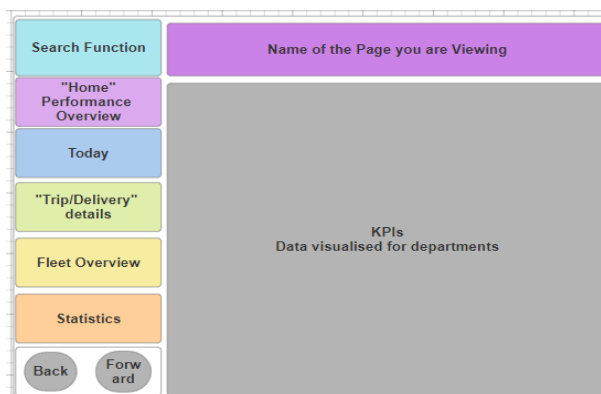 Search Function
Name of the Page you are Viewing
"Home"
Performance
Overview
Today
"Trip/Delivery"
details
Fleet Overview
Statistics
Back
Forw
ard
KPIs
Data visualised for departments